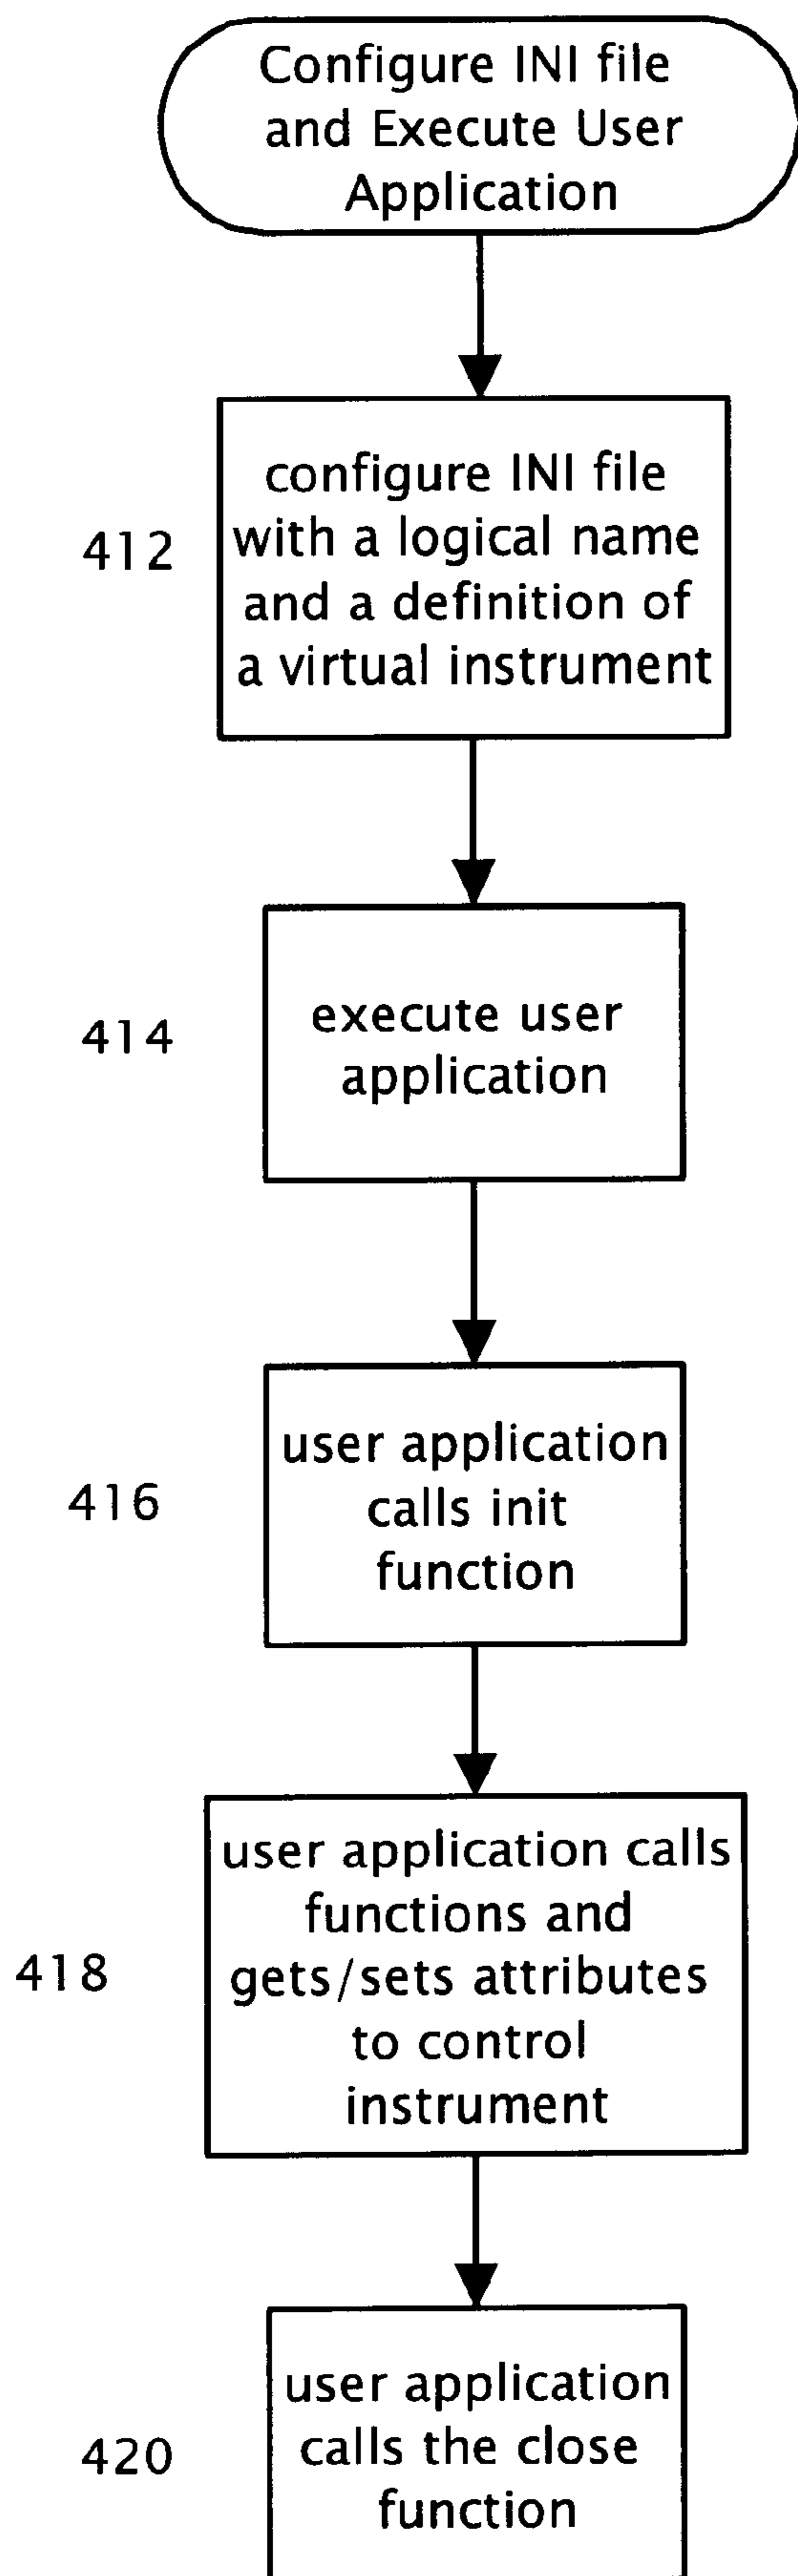 Configure INI file
and Execute User
Application
412
configure INI file
with a logical name
and a definition of
a virtual instrument
414
execute user
application
416
user application
calls init
function
418
user application calls
functions and
gets/sets attributes
to control
instrument
420
user application
calls the close
function